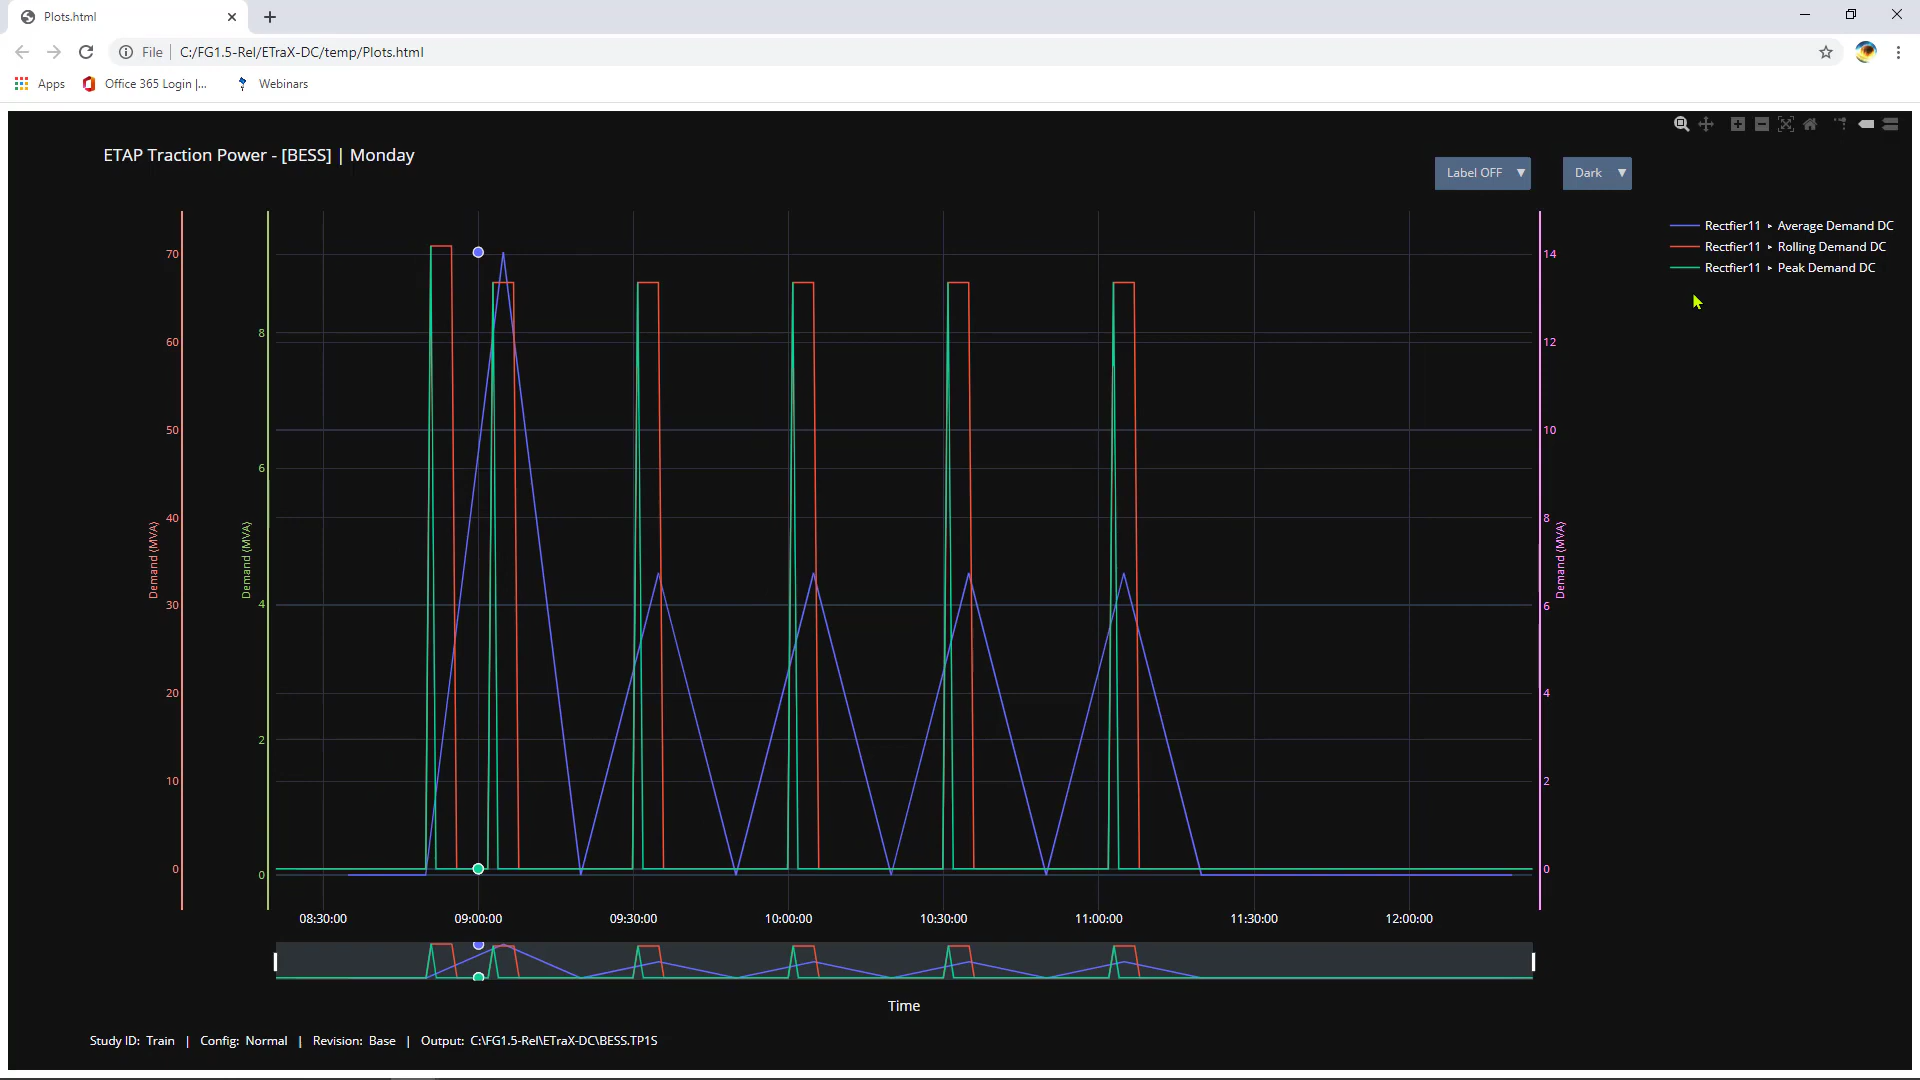 Plots.html
File C:/FG1.5-Rel/ETraX-DC/temp/Plots.html
Apps Office 365 Login |... Webinars
ETAP Traction Power - [BESS] | Monday
Label OFF ▼ Dark ▼
Rectfier11 ▸ Average Demand DC
Rectfier11 ▸ Rolling Demand DC
Rectfier11 ▸ Peak Demand DC
70
60
50
40
30
20
10
0
Demand (MVA)
8
6
4
2
0
Demand (MVA)
14
12
10
8
6
4
2
0
Demand (MVA)
08:30:00 09:00:00 09:30:00 10:00:00 10:30:00 11:00:00 11:30:00 12:00:00
Time
Study ID: Train | Config: Normal | Revision: Base | Output: C:\FG1.5-Rel\ETraX-DC\BESS.TP1S